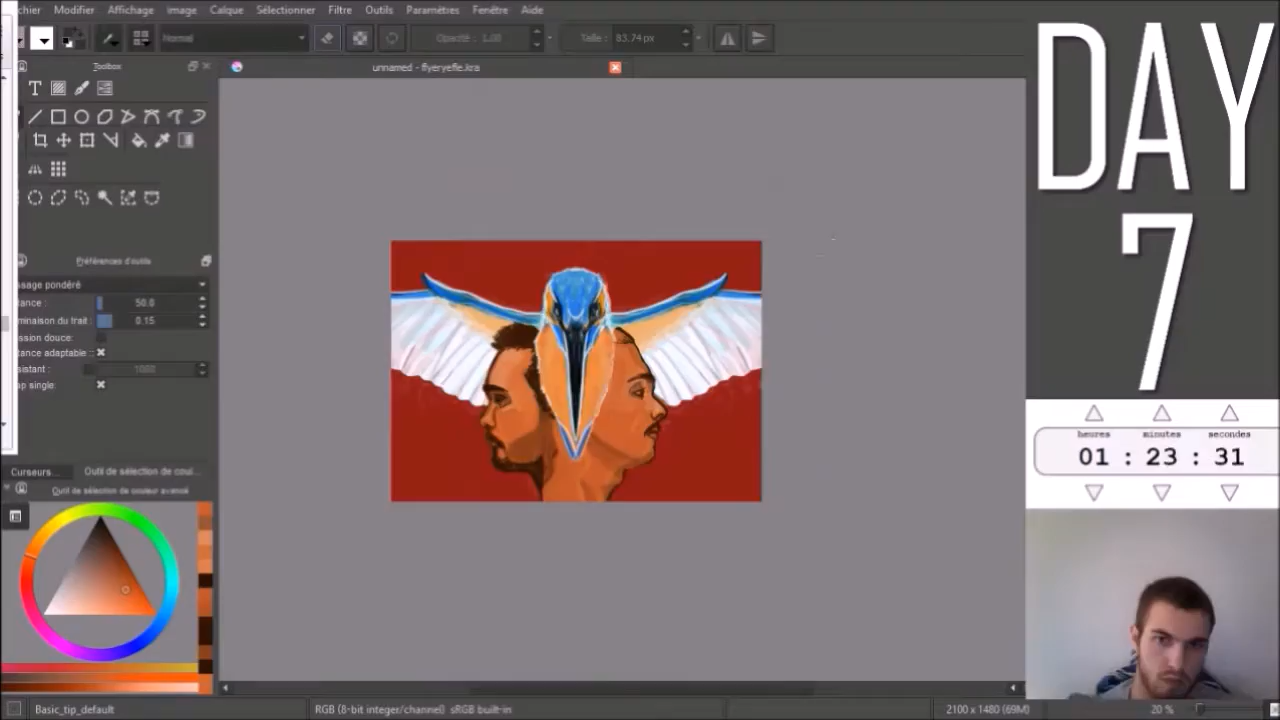 chier Modifier Affichage image Calque Sélectionner Filtre Outils Paramètres Fenêtre Aide
Normal Opacité : 1.00 Taille : 83.74 px
Toolbox unnamed - flyeryefle.kra
DAY
7
Préférences d'outils
ssage pondéré
tance : 50.0
minaison du trait : 0.15
ssion douce:
tance adaptable :
sistant : 1000
ap single:
heures minutes secondes
01 : 23 : 31
Curseurs... Outil de sélection de coul...
Outil de sélection de couleur avancé
Basic_tip_default RGB (8-bit integer/channel) sRGB built-in 2100 x 1480 (69M) 20 %